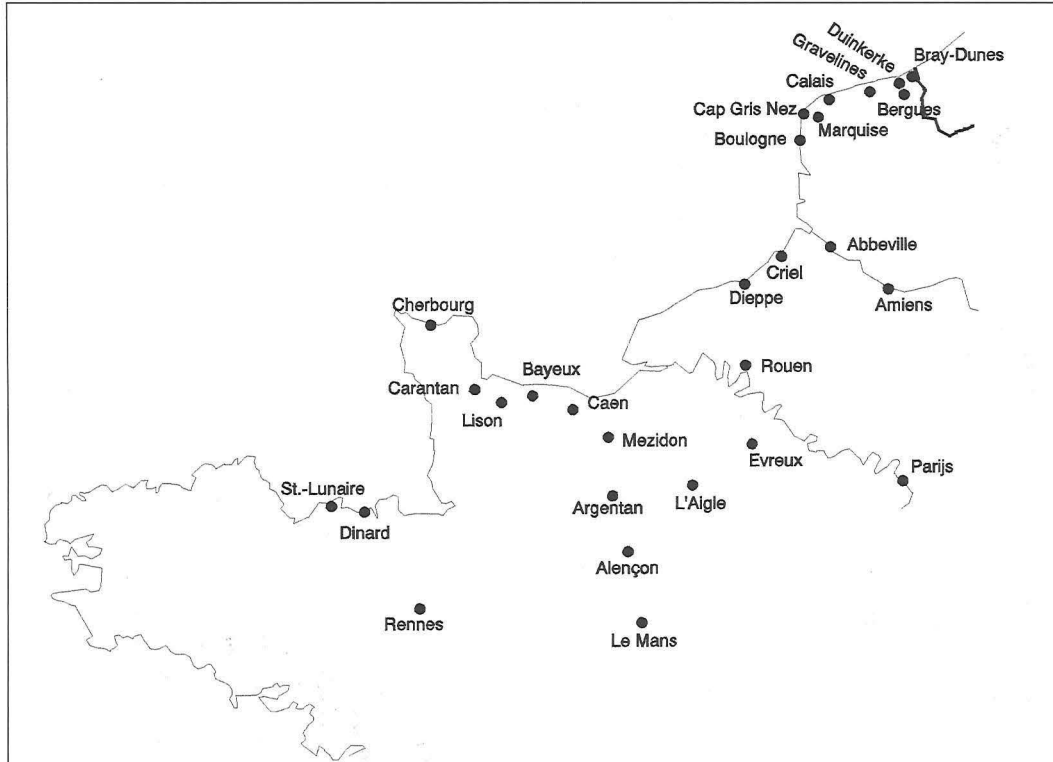 Duinkerke
Gravelines
Bray-Dunes
Calais
Bergues
Cap Gris Nez
Marquise
Boulogne
Abbeville
Criel
Dieppe
Amiens
Cherbourg
Rouen
Bayeux
Carantan
Caen
Lison
Mezidon
Evreux
Parijs
St.-Lunaire
Argentan
L'Aigle
Dinard
Alençon
Rennes
Le Mans